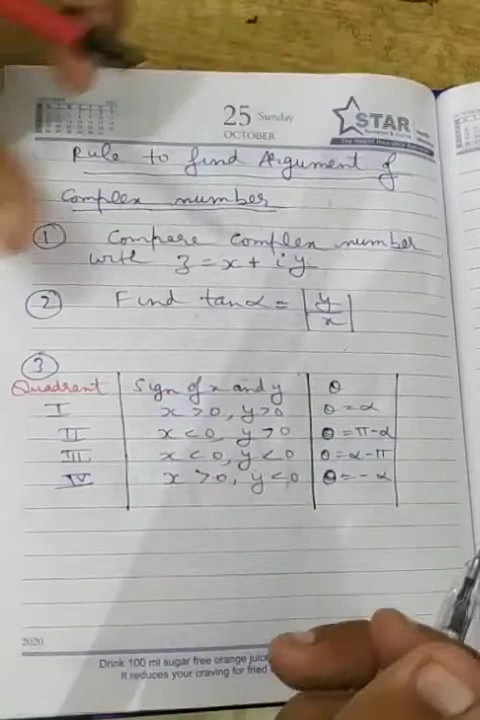 25 Sunday
OCTOBER
STAR
Rule to find Argument of
Complex number
① Compare complex number
with z = x + iy
② Find tanα = |y/x|
③
Quadrant | Sign of x and y | θ
I | x > 0, y > 0 | θ = α
II | x < 0, y > 0 | θ = π - α
III | x < 0, y < 0 | θ = α - π
IV | x > 0, y < 0 | θ = - α
2020
Drink 100 ml sugar free orange juic
It reduces your craving for fried